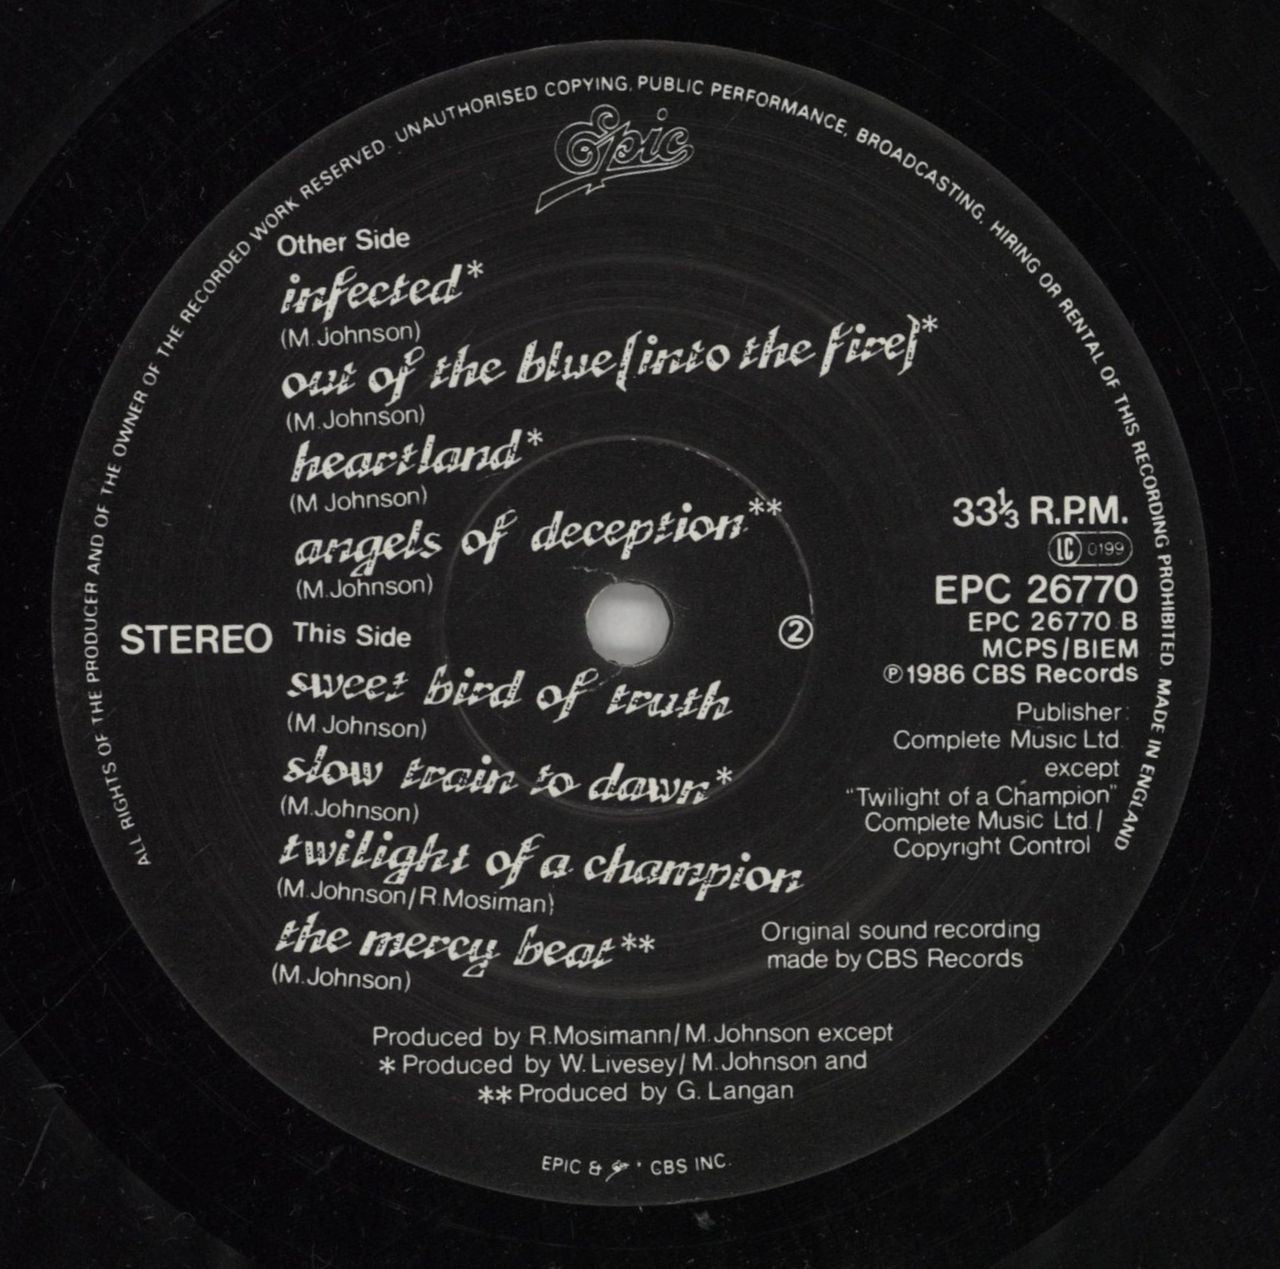 ALL RIGHTS OF THE PRODUCER AND OF THE OWNER OF THE RECORDED WORK RESERVED. UNAUTHORISED COPYING, PUBLIC PERFORMANCE, BROADCASTING, HIRING OR RENTAL OF THIS RECORDING PROHIBITED. MADE IN ENGLAND
Epic
Other Side
infected*
(M. Johnson)
out of the blue (into the fire)*
(M. Johnson)
heartland*
(M Johnson)
angels of deception**
(M. Johnson)
STEREO
This Side
sweet bird of truth
(M. Johnson)
slow train to dawn*
(M. Johnson)
twilight of a champion
(M. Johnson/R. Mosiman)
the mercy beat**
(M. Johnson)
②
33⅓ R.P.M.
LC 0199
EPC 26770
EPC 26770 B
MCPS/BIEM
℗1986 CBS Records
Publisher:
Complete Music Ltd.
except
"Twilight of a Champion"
Complete Music Ltd /
Copyright Control
Original sound recording
made by CBS Records
Produced by R.Mosimann/M.Johnson except
* Produced by W. Livesey/ M. Johnson and
** Produced by G. Langan
EPIC & CBS INC.